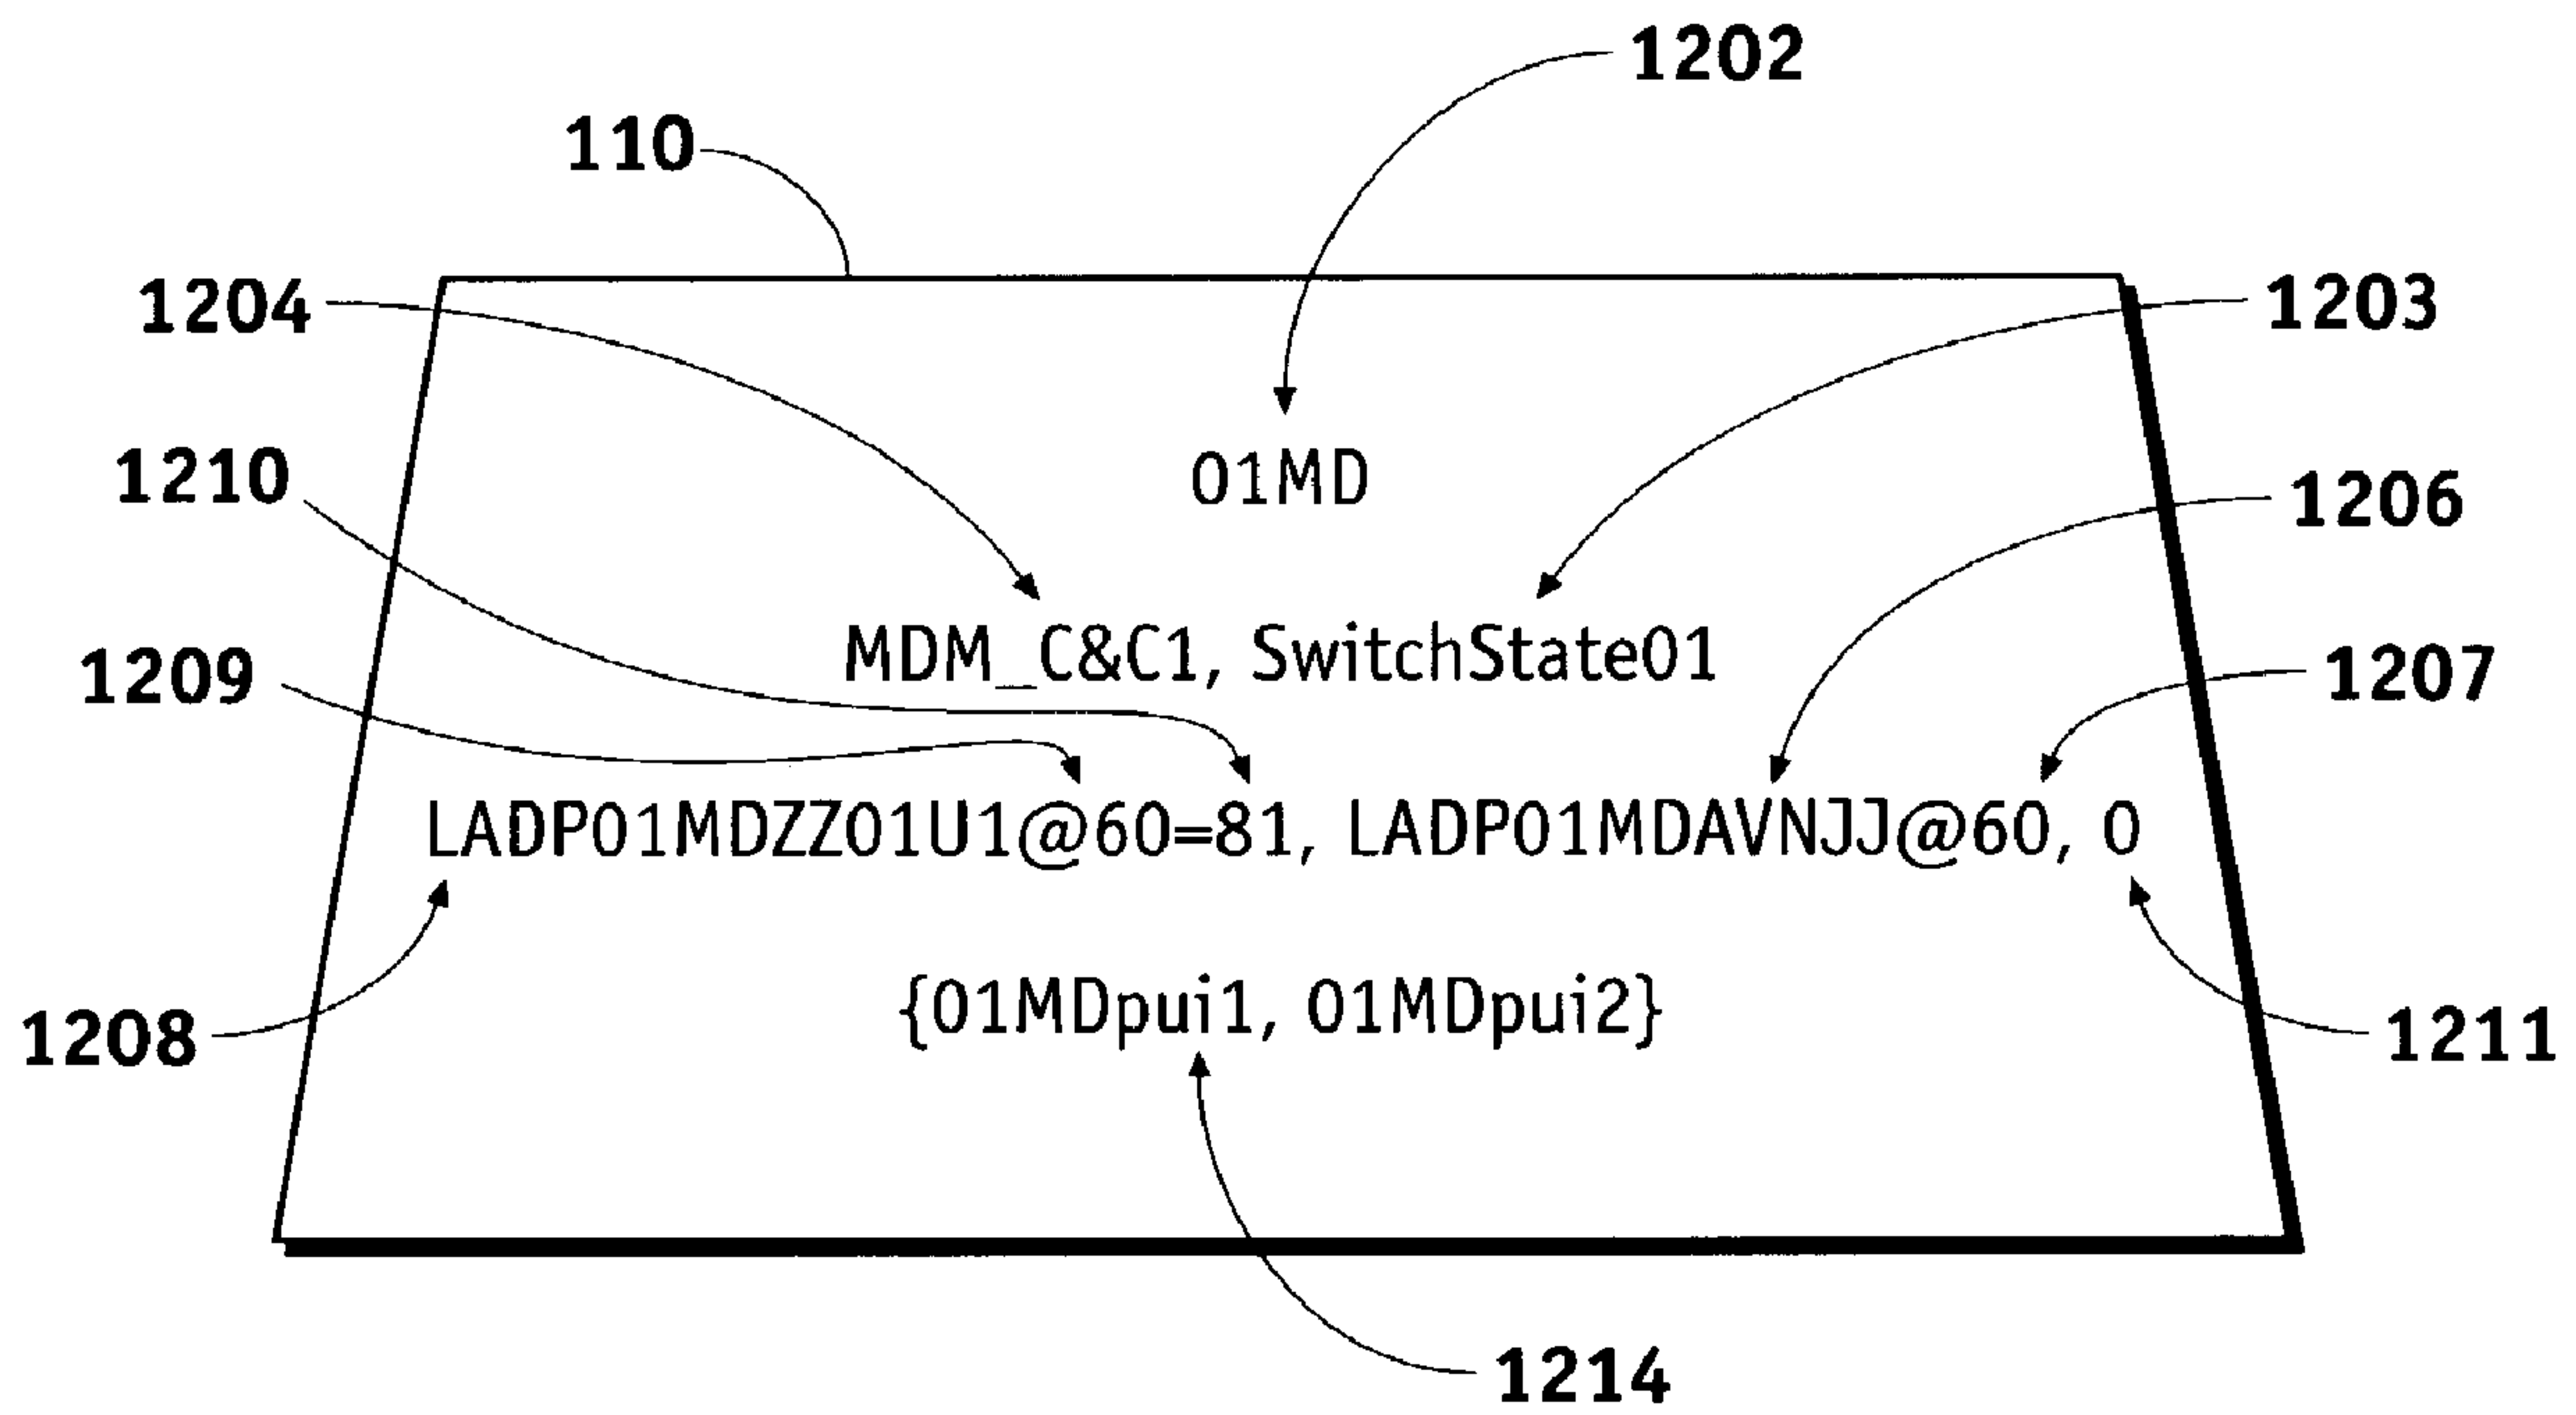 1202
110
1204
1203
1210
01MD
1206
MDM_C&C1, SwitchState01
1209
1207
LADP01MDZZ01U1@60=81, LADP01MDAVNJJ@60, 0
{01MDpui1, 01MDpui2}
1208
1211
1214